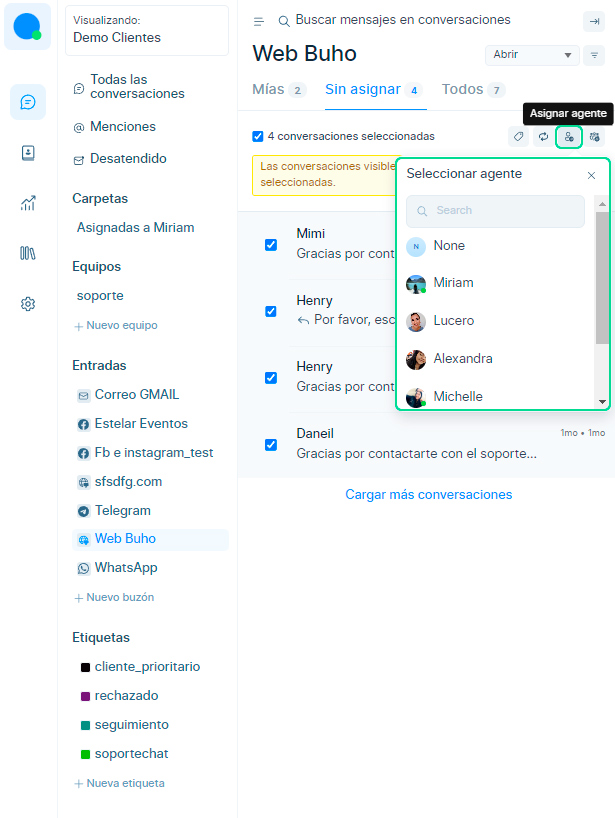 Visualizando:
Demo Clientes
Todas las
conversaciones
Menciones
Desatendido
Carpetas
Asignadas a Miriam
Equipos
soporte
+ Nuevo equipo
Entradas
Correo GMAIL
Estelar Eventos
Fb e instagram_test
sfsdfg.com
Telegram
Web Buho
WhatsApp
+ Nuevo buzón
Etiquetas
cliente_prioritario
rechazado
seguimiento
soportechat
+ Nueva etiqueta
Buscar mensajes en conversaciones
Web Buho
Abrir
Mías 2
Sin asignar 4
Todos 7
Asignar agente
4 conversaciones seleccionadas
Las conversaciones visible
seleccionadas.
Seleccionar agente
Search
N None
Miriam
Lucero
Alexandra
Michelle
Mimi
Gracias por cont
Henry
Por favor, esc
Henry
Gracias por cont
Daneil
1mo • 1mo
Gracias por contactarte con el soporte...
Cargar más conversaciones